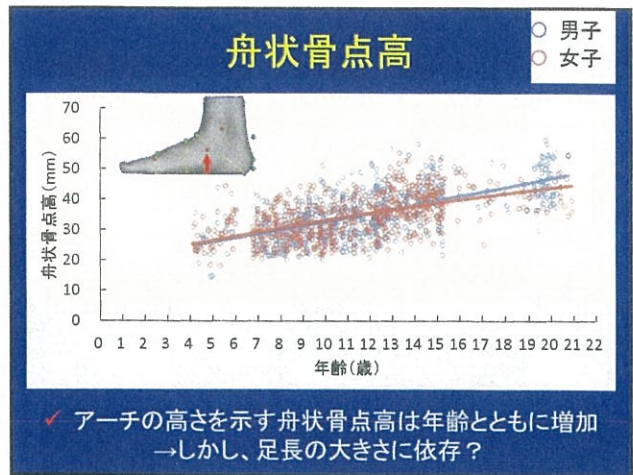 舟状骨点高
○ 男子
○ 女子
舟状骨点高(mm)
70
60
50
40
30
20
10
0
0 1 2 3 4 5 6 7 8 9 10 11 12 13 14 15 16 17 18 19 20 21 22
年齢(歳)
✓ アーチの高さを示す舟状骨点高は年齢とともに増加
→しかし、足長の大きさに依存?